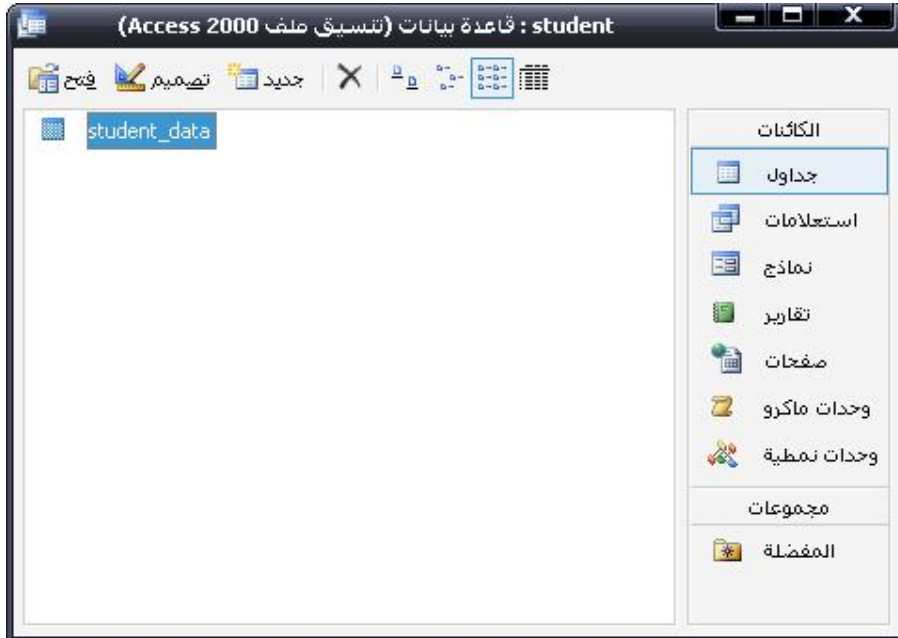 student : قاعدة بيانات (تنسيق ملف Access 2000)
فتح تصميم جديد
student_data
الكائنات
جداول
استعلامات
نماذج
تقارير
صفحات
وحدات ماكرو
وحدات نمطية
مجموعات
المفضلة